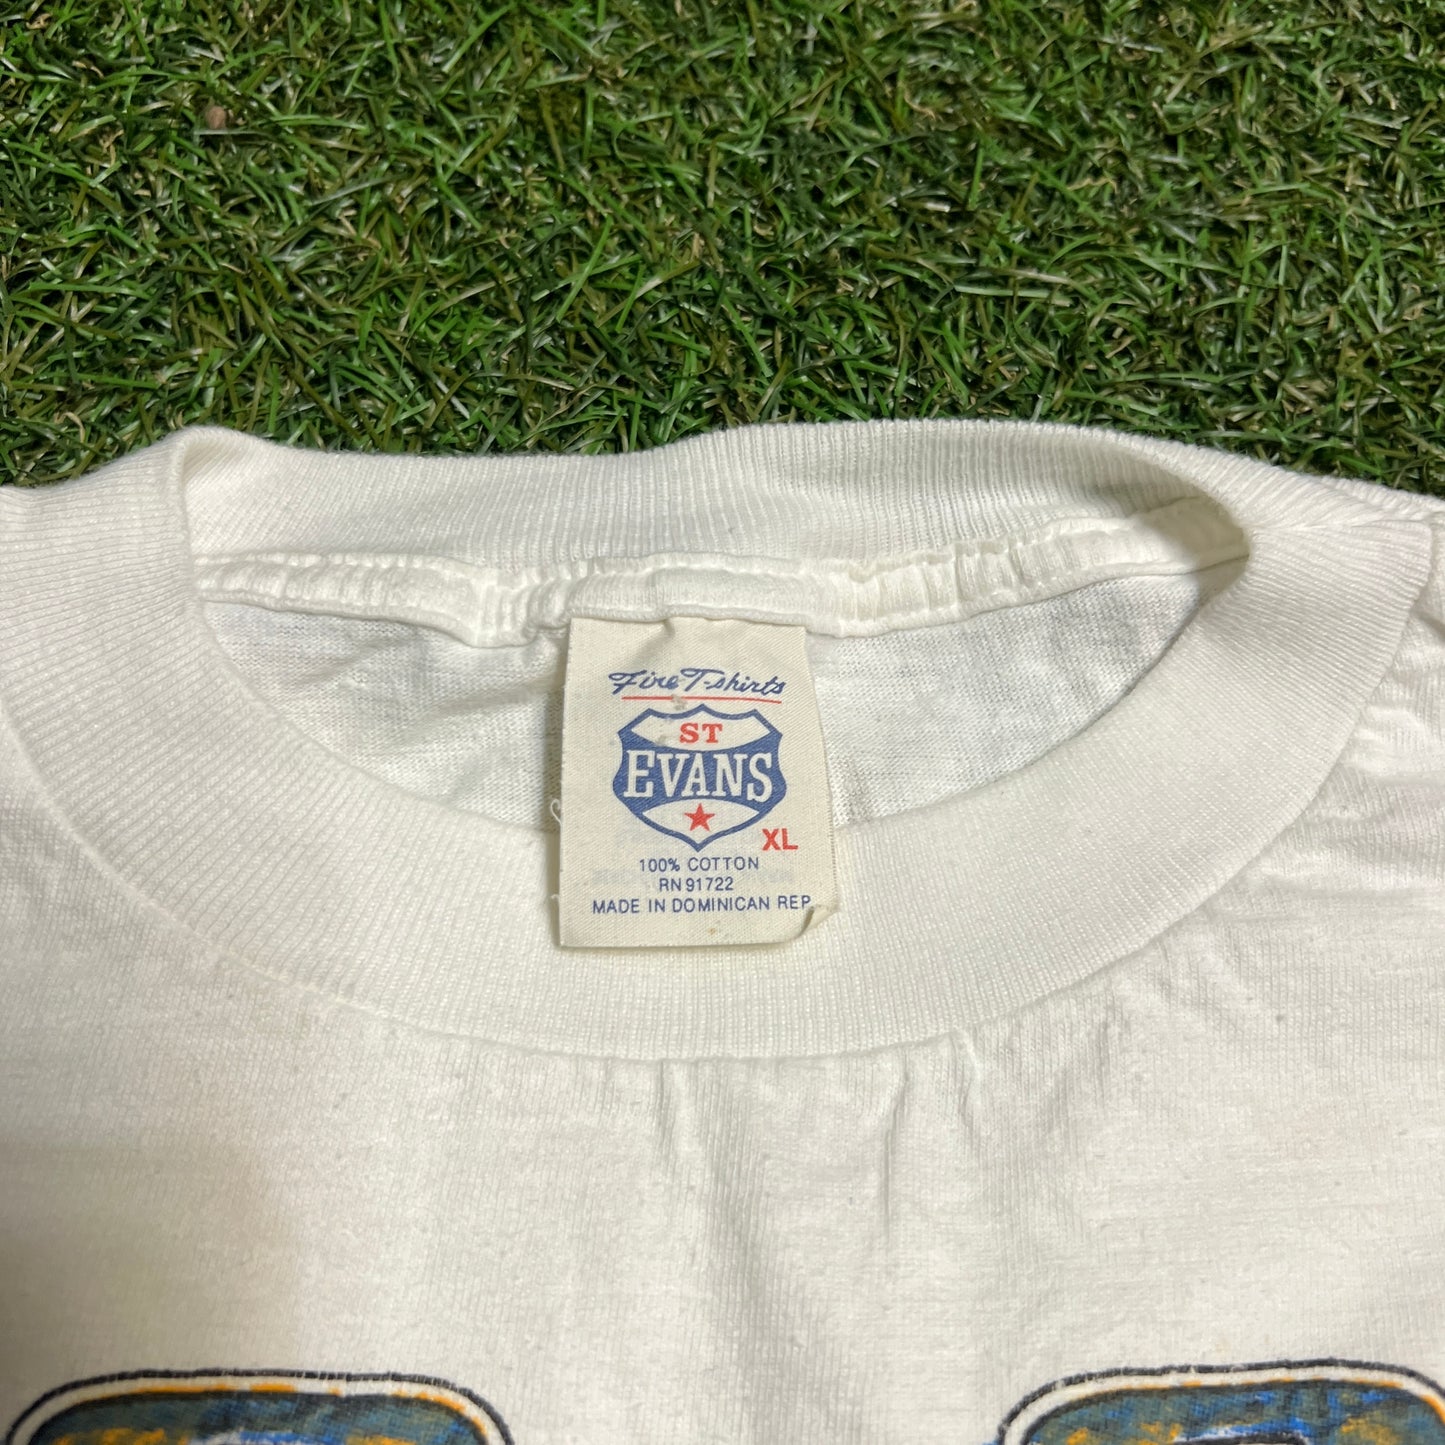 Fine T-shirts
ST
EVANS
XL
100% COTTON
RN 91722
MADE IN DOMINICAN REP.